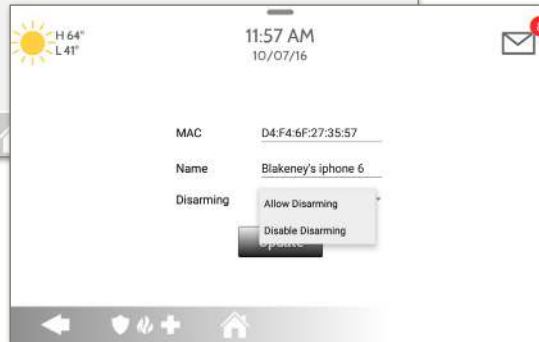 H 64°
L 41°
11:57 AM
10/07/16
MAC D4:F4:6F:27:35:57
Name Blakeney's iphone 6
Disarming
Allow Disarming
Disable Disarming
Update